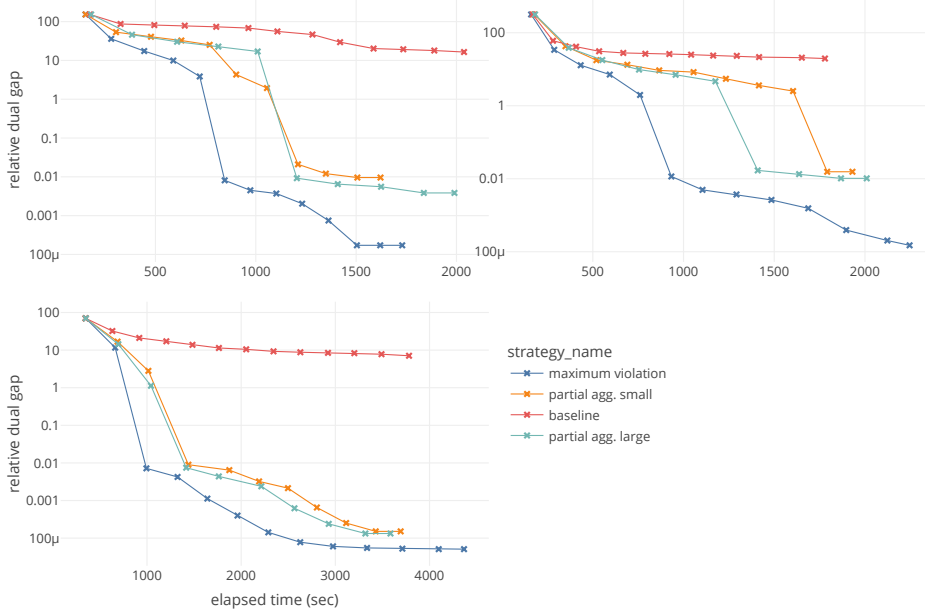 100
10
1
0.1
0.01
0.001
100μ
relative dual gap
500
1000
1500
2000
100
1
0.01
100μ
500
1000
1500
2000
100
10
1
0.1
0.01
0.001
100μ
relative dual gap
1000
2000
3000
4000
elapsed time (sec)
strategy_name
maximum violation
partial agg. small
baseline
partial agg. large